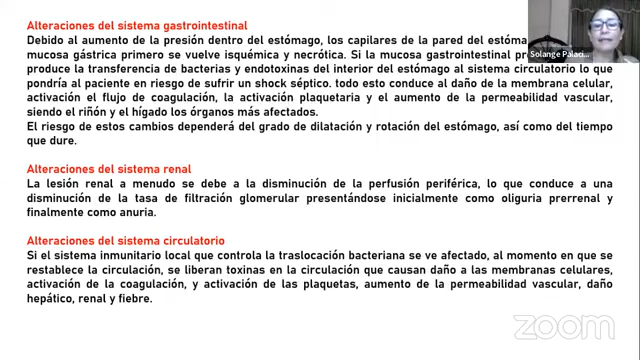 Alteraciones del sistema gastrointestinal
Debido al aumento de la presión dentro del estómago, los capilares de la pared del estóma
mucosa gástrica primero se vuelve isquémica y necrótica. Si la mucosa gastrointestinal pr
produce la transferencia de bacterias y endotoxinas del interior del estómago al sistema circulatorio lo que
pondría al paciente en riesgo de sufrir un shock séptico. todo esto conduce al daño de la membrana celular,
activación el flujo de coagulación, la activación plaquetaria y el aumento de la permeabilidad vascular,
siendo el riñón y el hígado los órganos más afectados.
El riesgo de estos cambios dependerá del grado de dilatación y rotación del estómago, así como del tiempo
que dure.
Alteraciones del sistema renal
La lesión renal a menudo se debe a la disminución de la perfusión periférica, lo que conduce a una
disminución de la tasa de filtración glomerular presentándose inicialmente como oliguria prerrenal y
finalmente como anuria.
Alteraciones del sistema circulatorio
Si el sistema inmunitario local que controla la traslocación bacteriana se ve afectado, al momento en que se
restablece la circulación, se liberan toxinas en la circulación que causan daño a las membranas celulares,
activación de la coagulación, y activación de las plaquetas, aumento de la permeabilidad vascular, daño
hepático, renal y fiebre.
Solange Palaci...
zoom